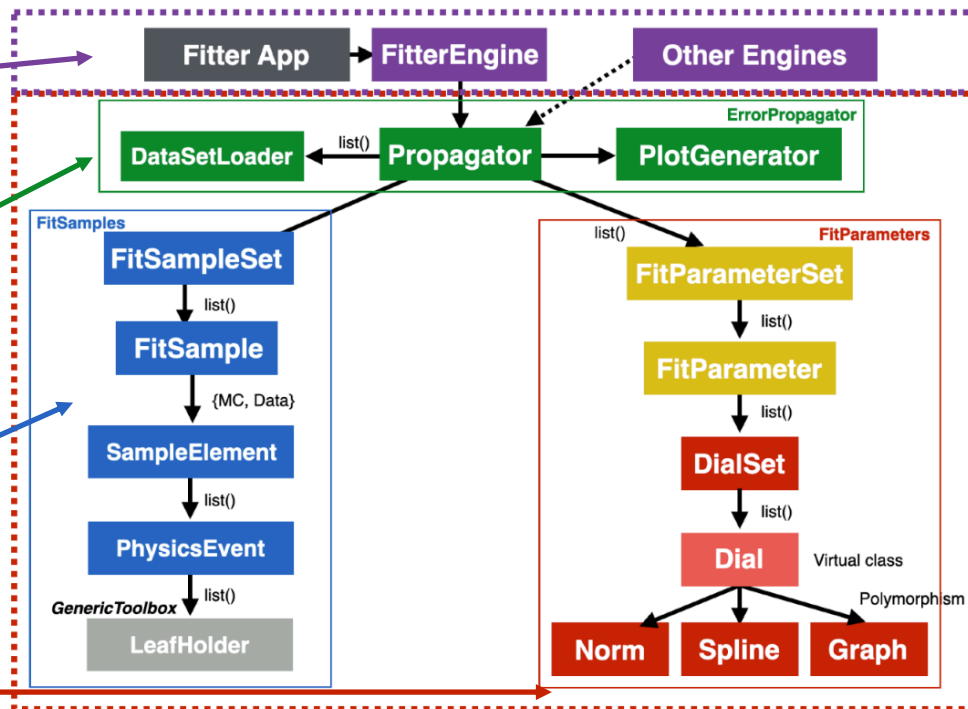 Fitter App
FitterEngine
Other Engines
ErrorPropagator
DataSetLoader
list()
Propagator
PlotGenerator
FitSamples
FitSampleSet
list()
FitSample
{MC, Data}
SampleElement
list()
PhysicsEvent
list()
GenericToolbox
LeafHolder
list()
FitParameters
FitParameterSet
list()
FitParameter
list()
DialSet
list()
Dial
Virtual class
Polymorphism
Norm
Spline
Graph